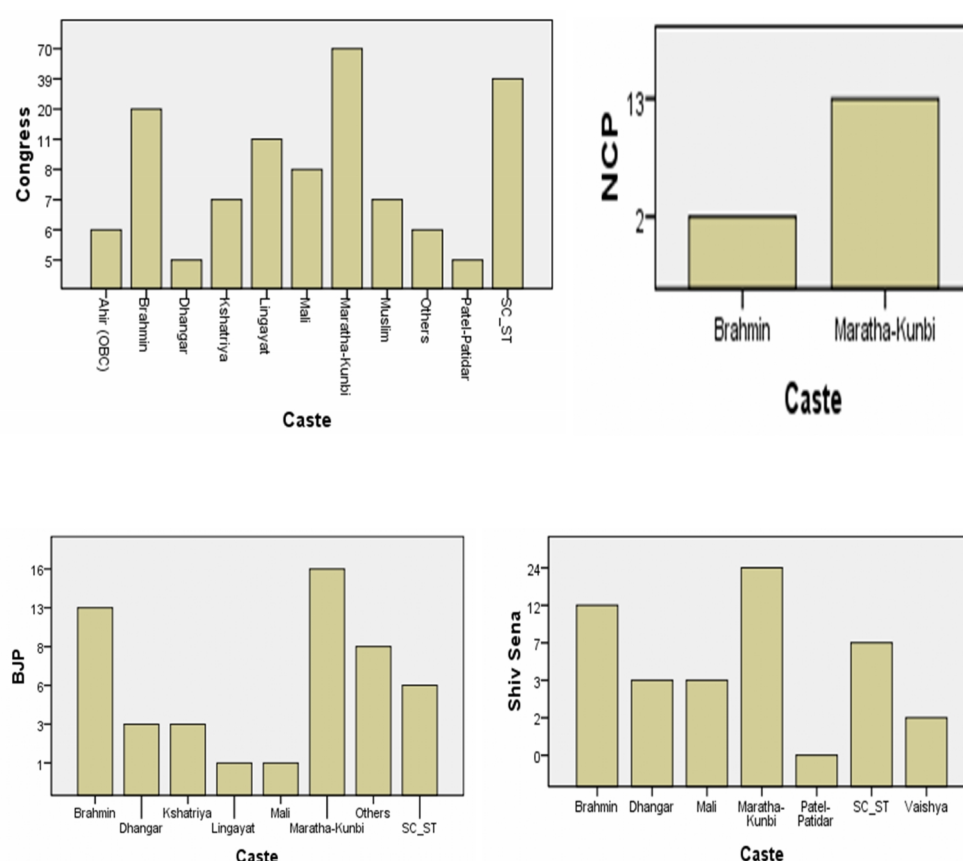 Congress
70
39
20
11
8
7
6
5
Ahir (OBC)
Brahmin
Dhangar
Kshatriya
Lingayat
Mali
Maratha-Kunbi
Muslim
Others
Patel-Patidar
SC_ST
Caste
NCP
13
2
Brahmin
Maratha-Kunbi
Caste
BJP
16
13
8
6
3
1
Brahmin
Dhangar
Kshatriya
Lingayat
Mali
Maratha-Kunbi
Others
SC_ST
Caste
Shiv Sena
24
12
7
3
2
0
Brahmin
Dhangar
Mali
Maratha-
Kunbi
Patel-
Patidar
SC_ST
Vaishya
Caste